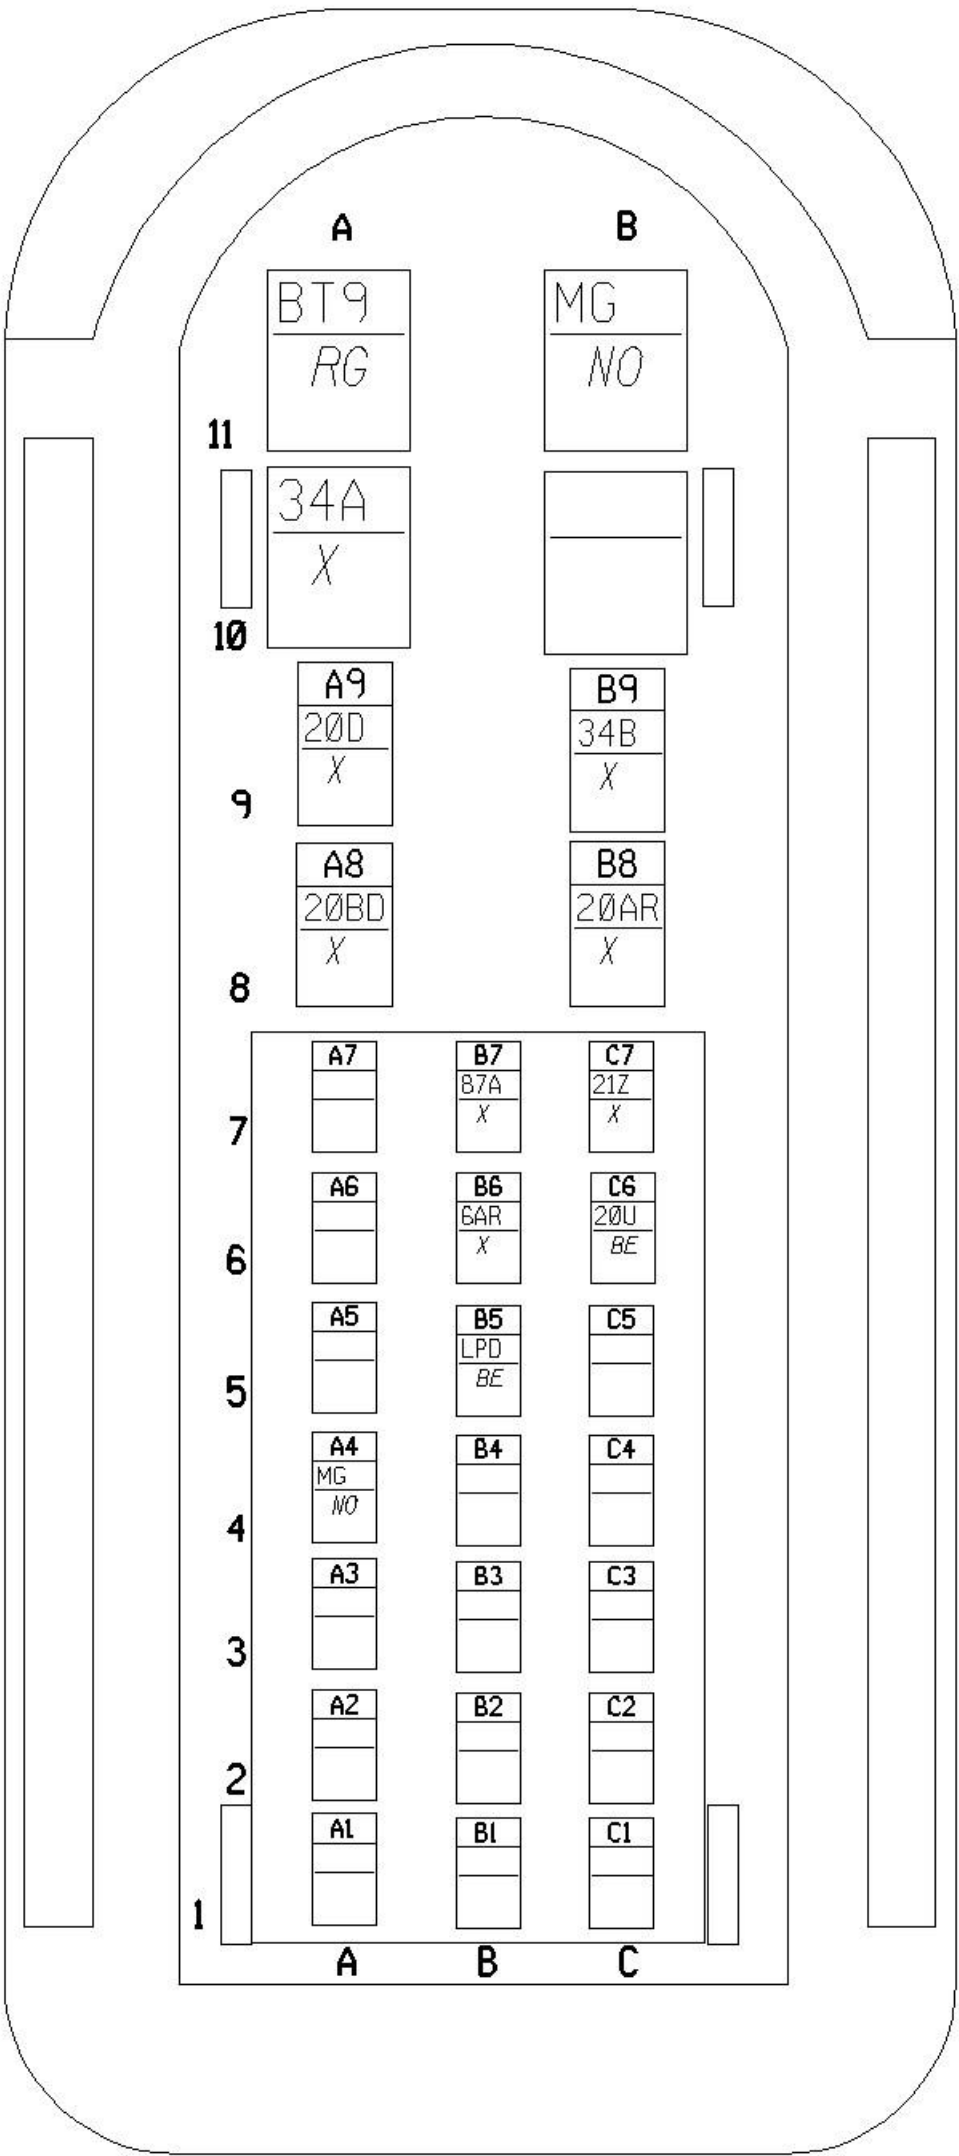 A B
BT9 MG
RG NO
11
34A
X
10
A9 B9
20D 34B
X X
9
A8 B8
20BD 20AR
X X
8
A7 B7 C7
87A 21Z
X X
7
A6 B6 C6
6AR 20U
X BE
6
A5 B5 C5
LPD
BE
5
A4 B4 C4
MG
NO
4
A3 B3 C3
3
A2 B2 C2
2
A1 B1 C1
1
A B C